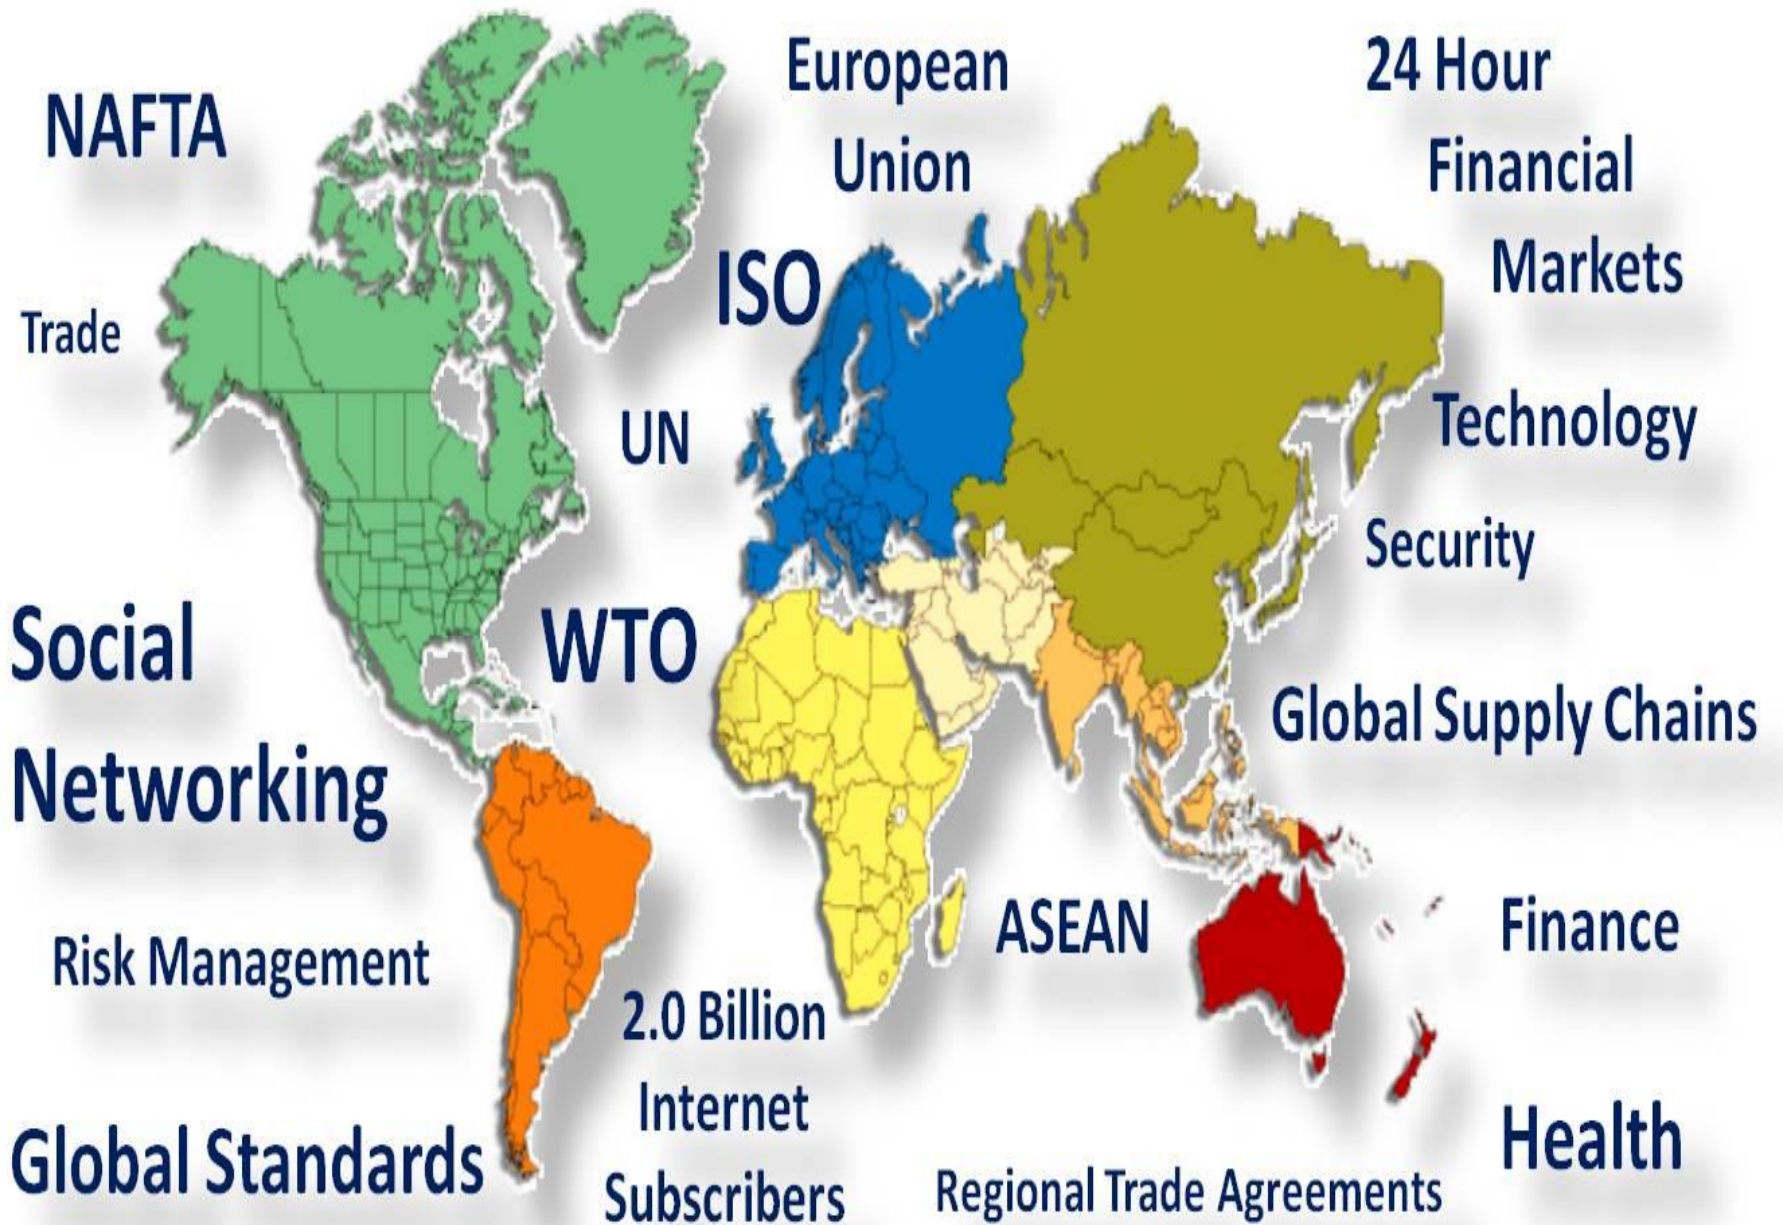 NAFTA
European
Union
24 Hour
Financial
Markets
ISO
Trade
UN
Technology
Security
Social
Networking
WTO
Global Supply Chains
Risk Management
ASEAN
Finance
2.0 Billion
Internet
Subscribers
Global Standards
Regional Trade Agreements
Health